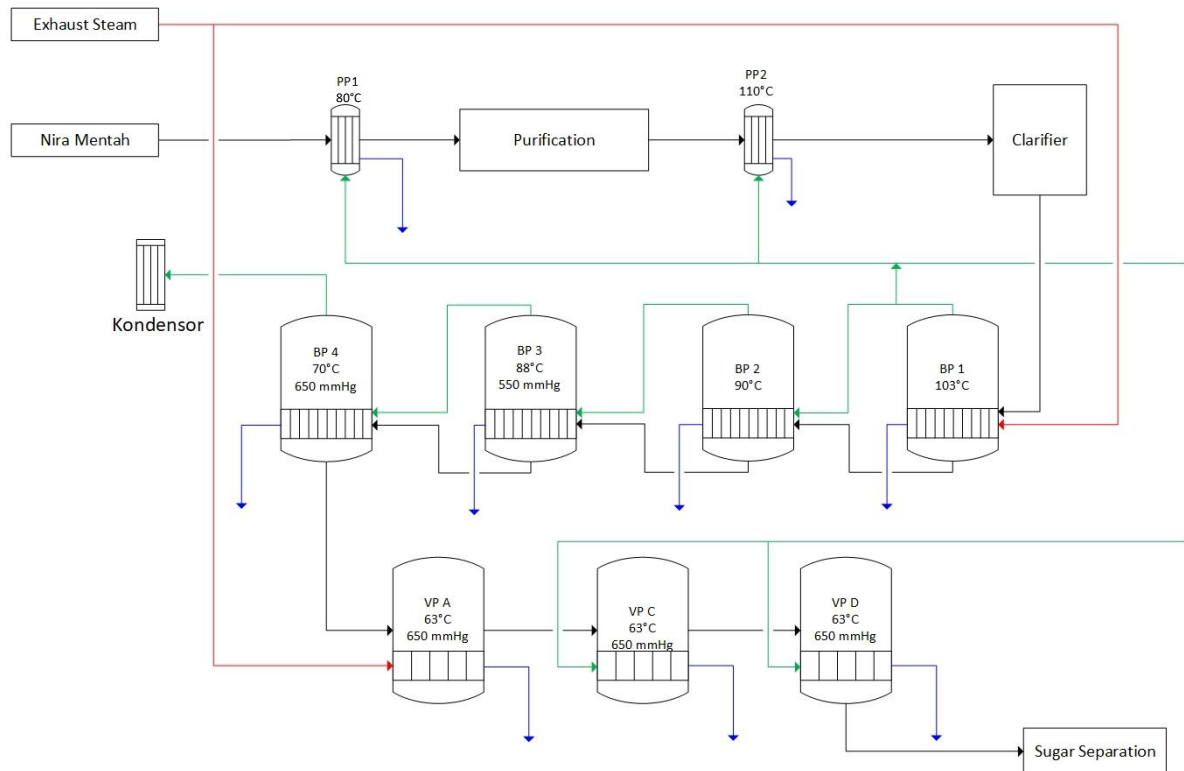 Exhaust Steam
PP1
80°C
PP2
110°C
Nira Mentah
Purification
Clarifier
Kondensor
BP 4
70°C
650 mmHg
BP 3
88°C
550 mmHg
BP 2
90°C
BP 1
103°C
VP A
63°C
650 mmHg
VP C
63°C
650 mmHg
VP D
63°C
650 mmHg
Sugar Separation